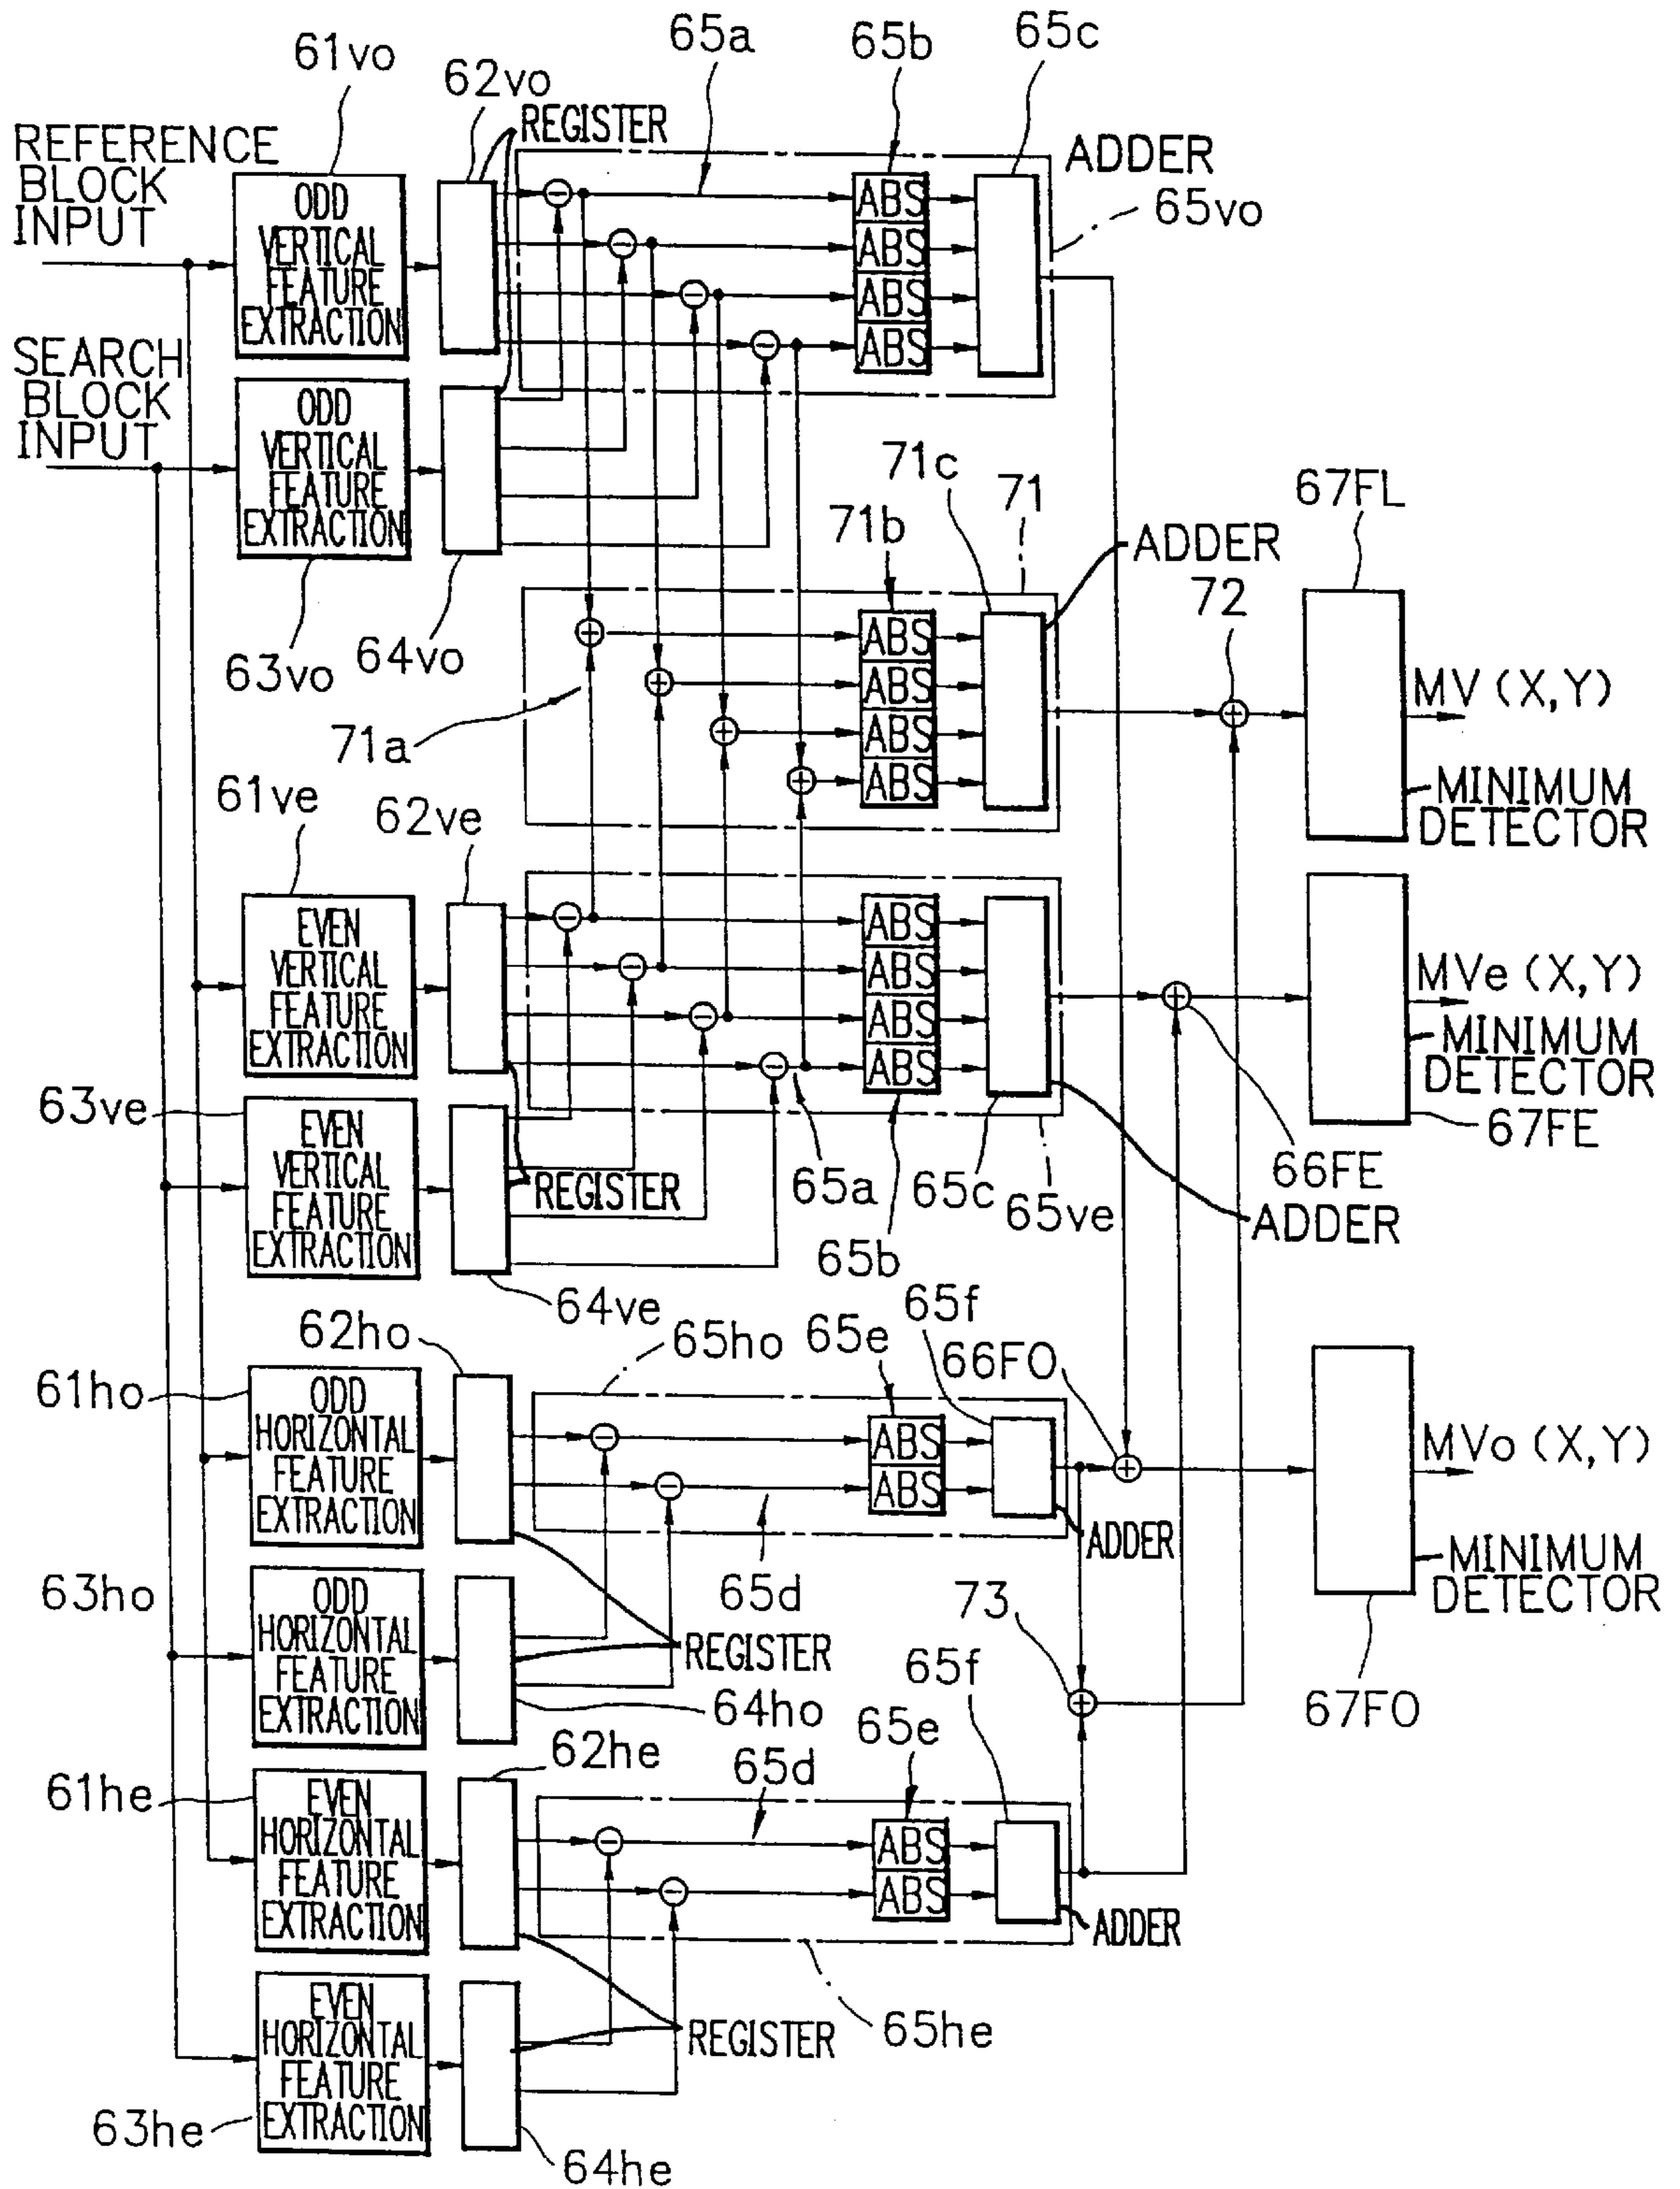 61vo
62vo
65a
65b
65c
REGISTER
ADDER
65vo
REFERENCE
BLOCK
INPUT
ODD
VERTICAL
FEATURE
EXTRACTION
ABS
ABS
ABS
ABS
SEARCH
BLOCK
INPUT
ODD
VERTICAL
FEATURE
EXTRACTION
63vo
64vo
71a
71b
71c
71
ADDER
72
67FL
ABS
ABS
ABS
ABS
MV (X,Y)
MINIMUM
DETECTOR
61ve
62ve
EVEN
VERTICAL
FEATURE
EXTRACTION
ABS
ABS
ABS
ABS
MVe (X,Y)
MINIMUM
DETECTOR
67FE
63ve
EVEN
VERTICAL
FEATURE
EXTRACTION
REGISTER
65a
65b
65c
65ve
66FE
ADDER
64ve
62ho
65ho
65e
65f
66FO
61ho
ODD
HORIZONTAL
FEATURE
EXTRACTION
ABS
ABS
ADDER
MVo (X,Y)
MINIMUM
DETECTOR
67FO
63ho
ODD
HORIZONTAL
FEATURE
EXTRACTION
65d
73
REGISTER
64ho
62he
65d
65e
65f
61he
EVEN
HORIZONTAL
FEATURE
EXTRACTION
ABS
ABS
ADDER
65he
REGISTER
EVEN
HORIZONTAL
FEATURE
EXTRACTION
63he
64he